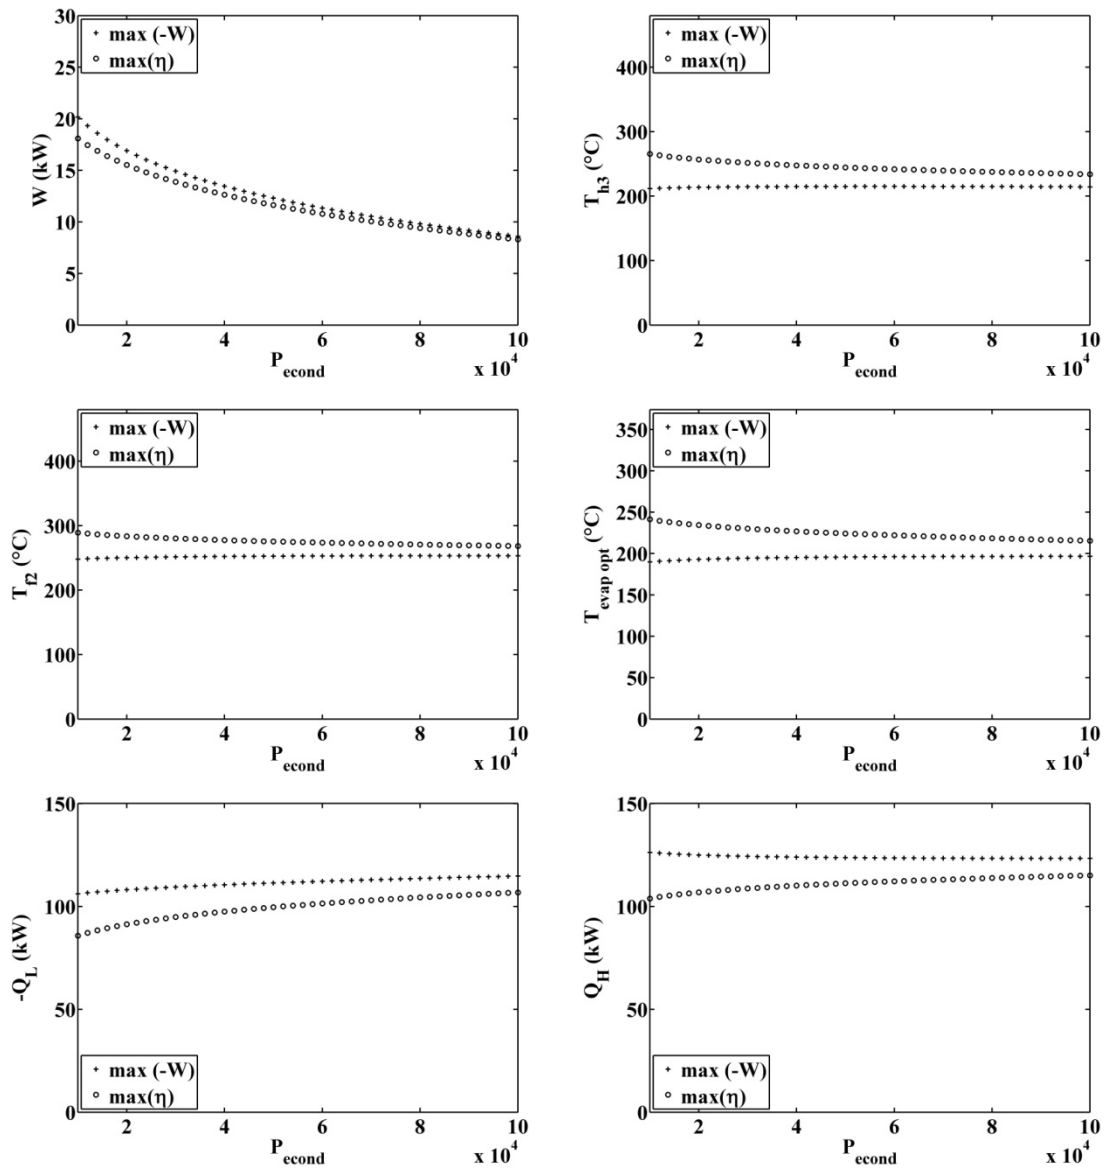 30
25
20
15
10
5
0
W (kW)
+ max (-W)
o max(η)
2 4 6 8 10
P_econd
x 10^4
400
300
200
100
0
T_h3 (°C)
+ max (-W)
o max(η)
2 4 6 8 10
P_econd
x 10^4
400
300
200
100
0
T_f2 (°C)
+ max (-W)
o max(η)
2 4 6 8 10
P_econd
x 10^4
350
300
250
200
150
100
50
0
T_evap opt (°C)
+ max (-W)
o max(η)
2 4 6 8 10
P_econd
x 10^4
150
100
50
0
-Q_L (kW)
+ max (-W)
o max(η)
2 4 6 8 10
P_econd
x 10^4
150
100
50
0
Q_H (kW)
+ max (-W)
o max(η)
2 4 6 8 10
P_econd
x 10^4